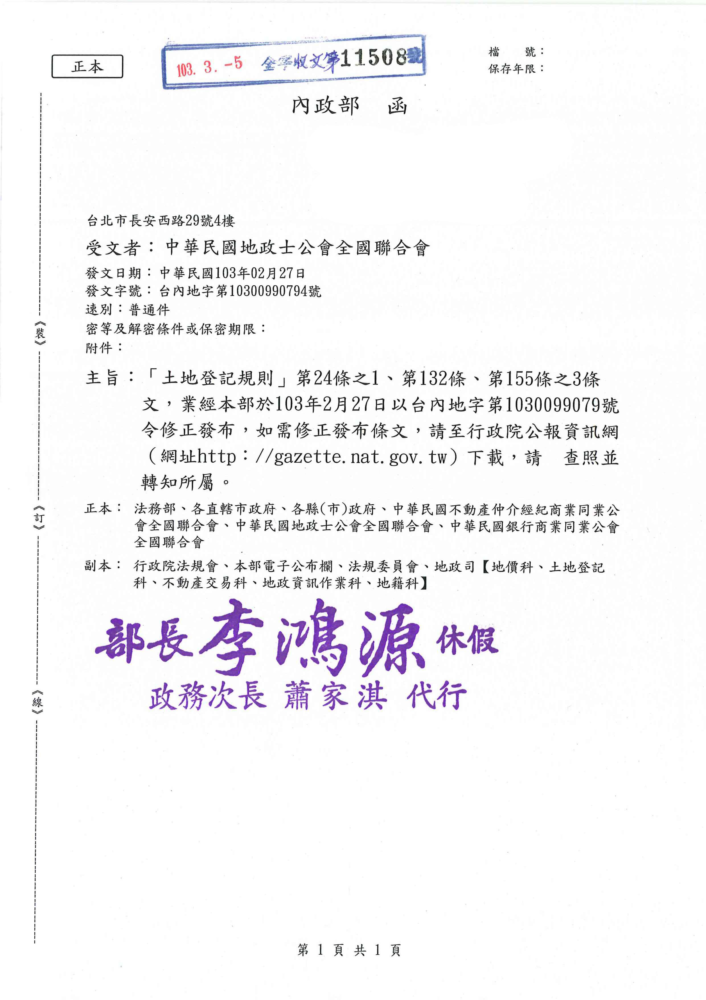 正本
103. 3. -5 全字收文第11508號
檔　　號：
保存年限：
內政部　函
台北市長安西路29號4樓
受文者：中華民國地政士公會全國聯合會
發文日期：中華民國103年02月27日
發文字號：台內地字第10300990794號
速別：普通件
密等及解密條件或保密期限：
附件：
主旨：「土地登記規則」第24條之1、第132條、第155條之3條
文，業經本部於103年2月27日以台內地字第1030099079號
令修正發布，如需修正發布條文，請至行政院公報資訊網
（網址http：//gazette.nat.gov.tw）下載，請　查照並
轉知所屬。
正本：法務部、各直轄市政府、各縣(市)政府、中華民國不動產仲介經紀商業同業公
會全國聯合會、中華民國地政士公會全國聯合會、中華民國銀行商業同業公會
全國聯合會
副本：行政院法規會、本部電子公布欄、法規委員會、地政司【地價科、土地登記
科、不動產交易科、地政資訊作業科、地籍科】
部長李鴻源 休假
政務次長 蕭家淇 代行
《裝》
《訂》
《線》
第 1 頁 共 1 頁